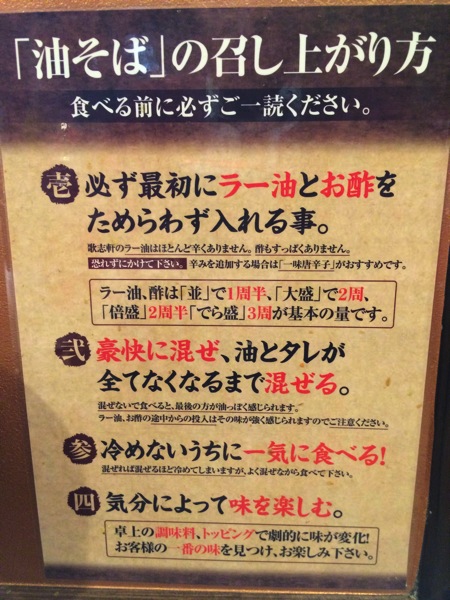 「油そば」の召し上がり方
食べる前に必ずご一読ください。
壱 必ず最初にラー油とお酢を
ためらわず入れる事。
歌志軒のラー油はほとんど辛くありません。酢もすっぱくありません。
恐れずにかけて下さい。辛みを追加する場合は「一味唐辛子」がおすすめです。
ラー油、酢は「並」で1周半、「大盛」で2周、
「倍盛」2周半「でら盛」3周が基本の量です。
弐 豪快に混ぜ、油とタレが
全てなくなるまで混ぜる。
混ぜないで食べると、最後の方が油っぽく感じられます。
ラー油、お酢の途中からの投入はその味が強く感じられますのでご注意ください。
参 冷めないうちに一気に食べる!
混ぜれば混ぜるほど冷めてしまいますが、よく混ぜながら食べて下さい。
四 気分によって味を楽しむ。
卓上の調味料、トッピングで劇的に味が変化!
お客様の一番の味を見つけ、お楽しみ下さい。